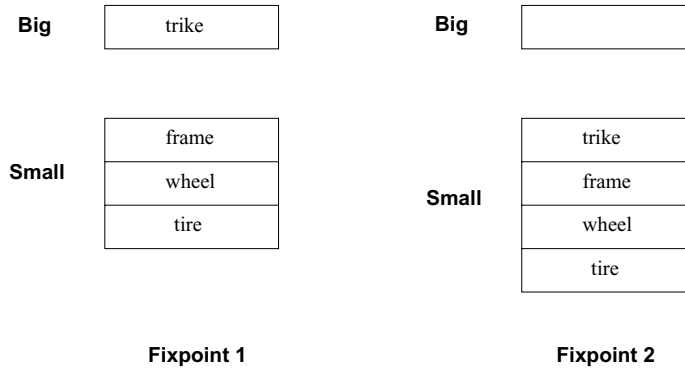 Big
trike
Small
frame
wheel
tire
Fixpoint 1
Big
Small
trike
frame
wheel
tire
Fixpoint 2